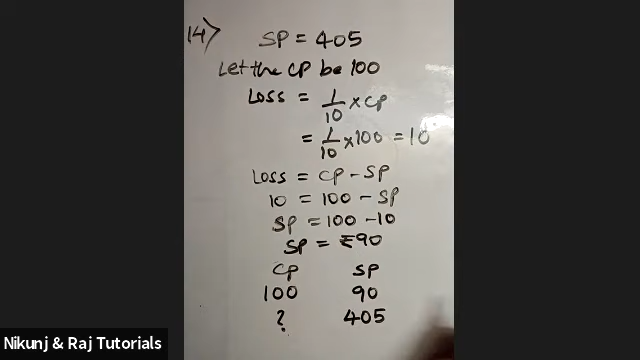 14) SP = 405
Let the CP be 100
Loss = 1/10 × CP
= 1/10 × 100 = 10
Loss = CP - SP
10 = 100 - SP
SP = 100 - 10
SP = ₹90
CP SP
100 90
? 405
Nikunj & Raj Tutorials